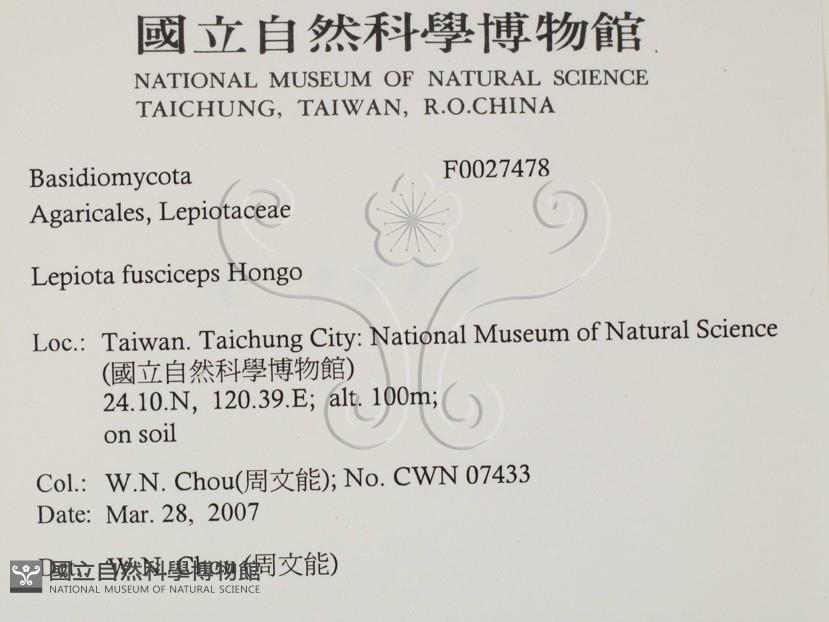 國立自然科學博物館
NATIONAL MUSEUM OF NATURAL SCIENCE
TAICHUNG, TAIWAN, R.O.CHINA
Basidiomycota F0027478
Agaricales, Lepiotaceae
Lepiota fusciceps Hongo
Loc.: Taiwan. Taichung City: National Museum of Natural Science
(國立自然科學博物館)
24.10.N, 120.39.E; alt. 100m;
on soil
Col.: W.N. Chou(周文能); No. CWN 07433
Date: Mar. 28, 2007
Det.: W.N. Chou (周文能)
國立自然科學博物館
NATIONAL MUSEUM OF NATURAL SCIENCE